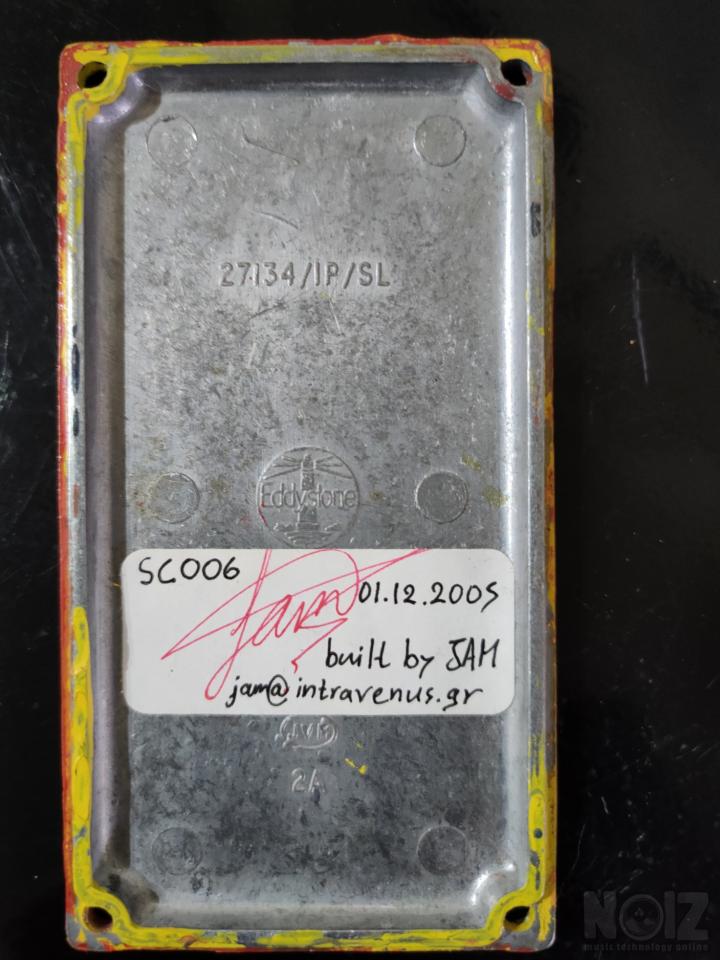 27134/IP/SL
Eddystone
SC006
01.12.2005
built by JAM
jam@intravenus.gr
2A
NOIZ
music technology online